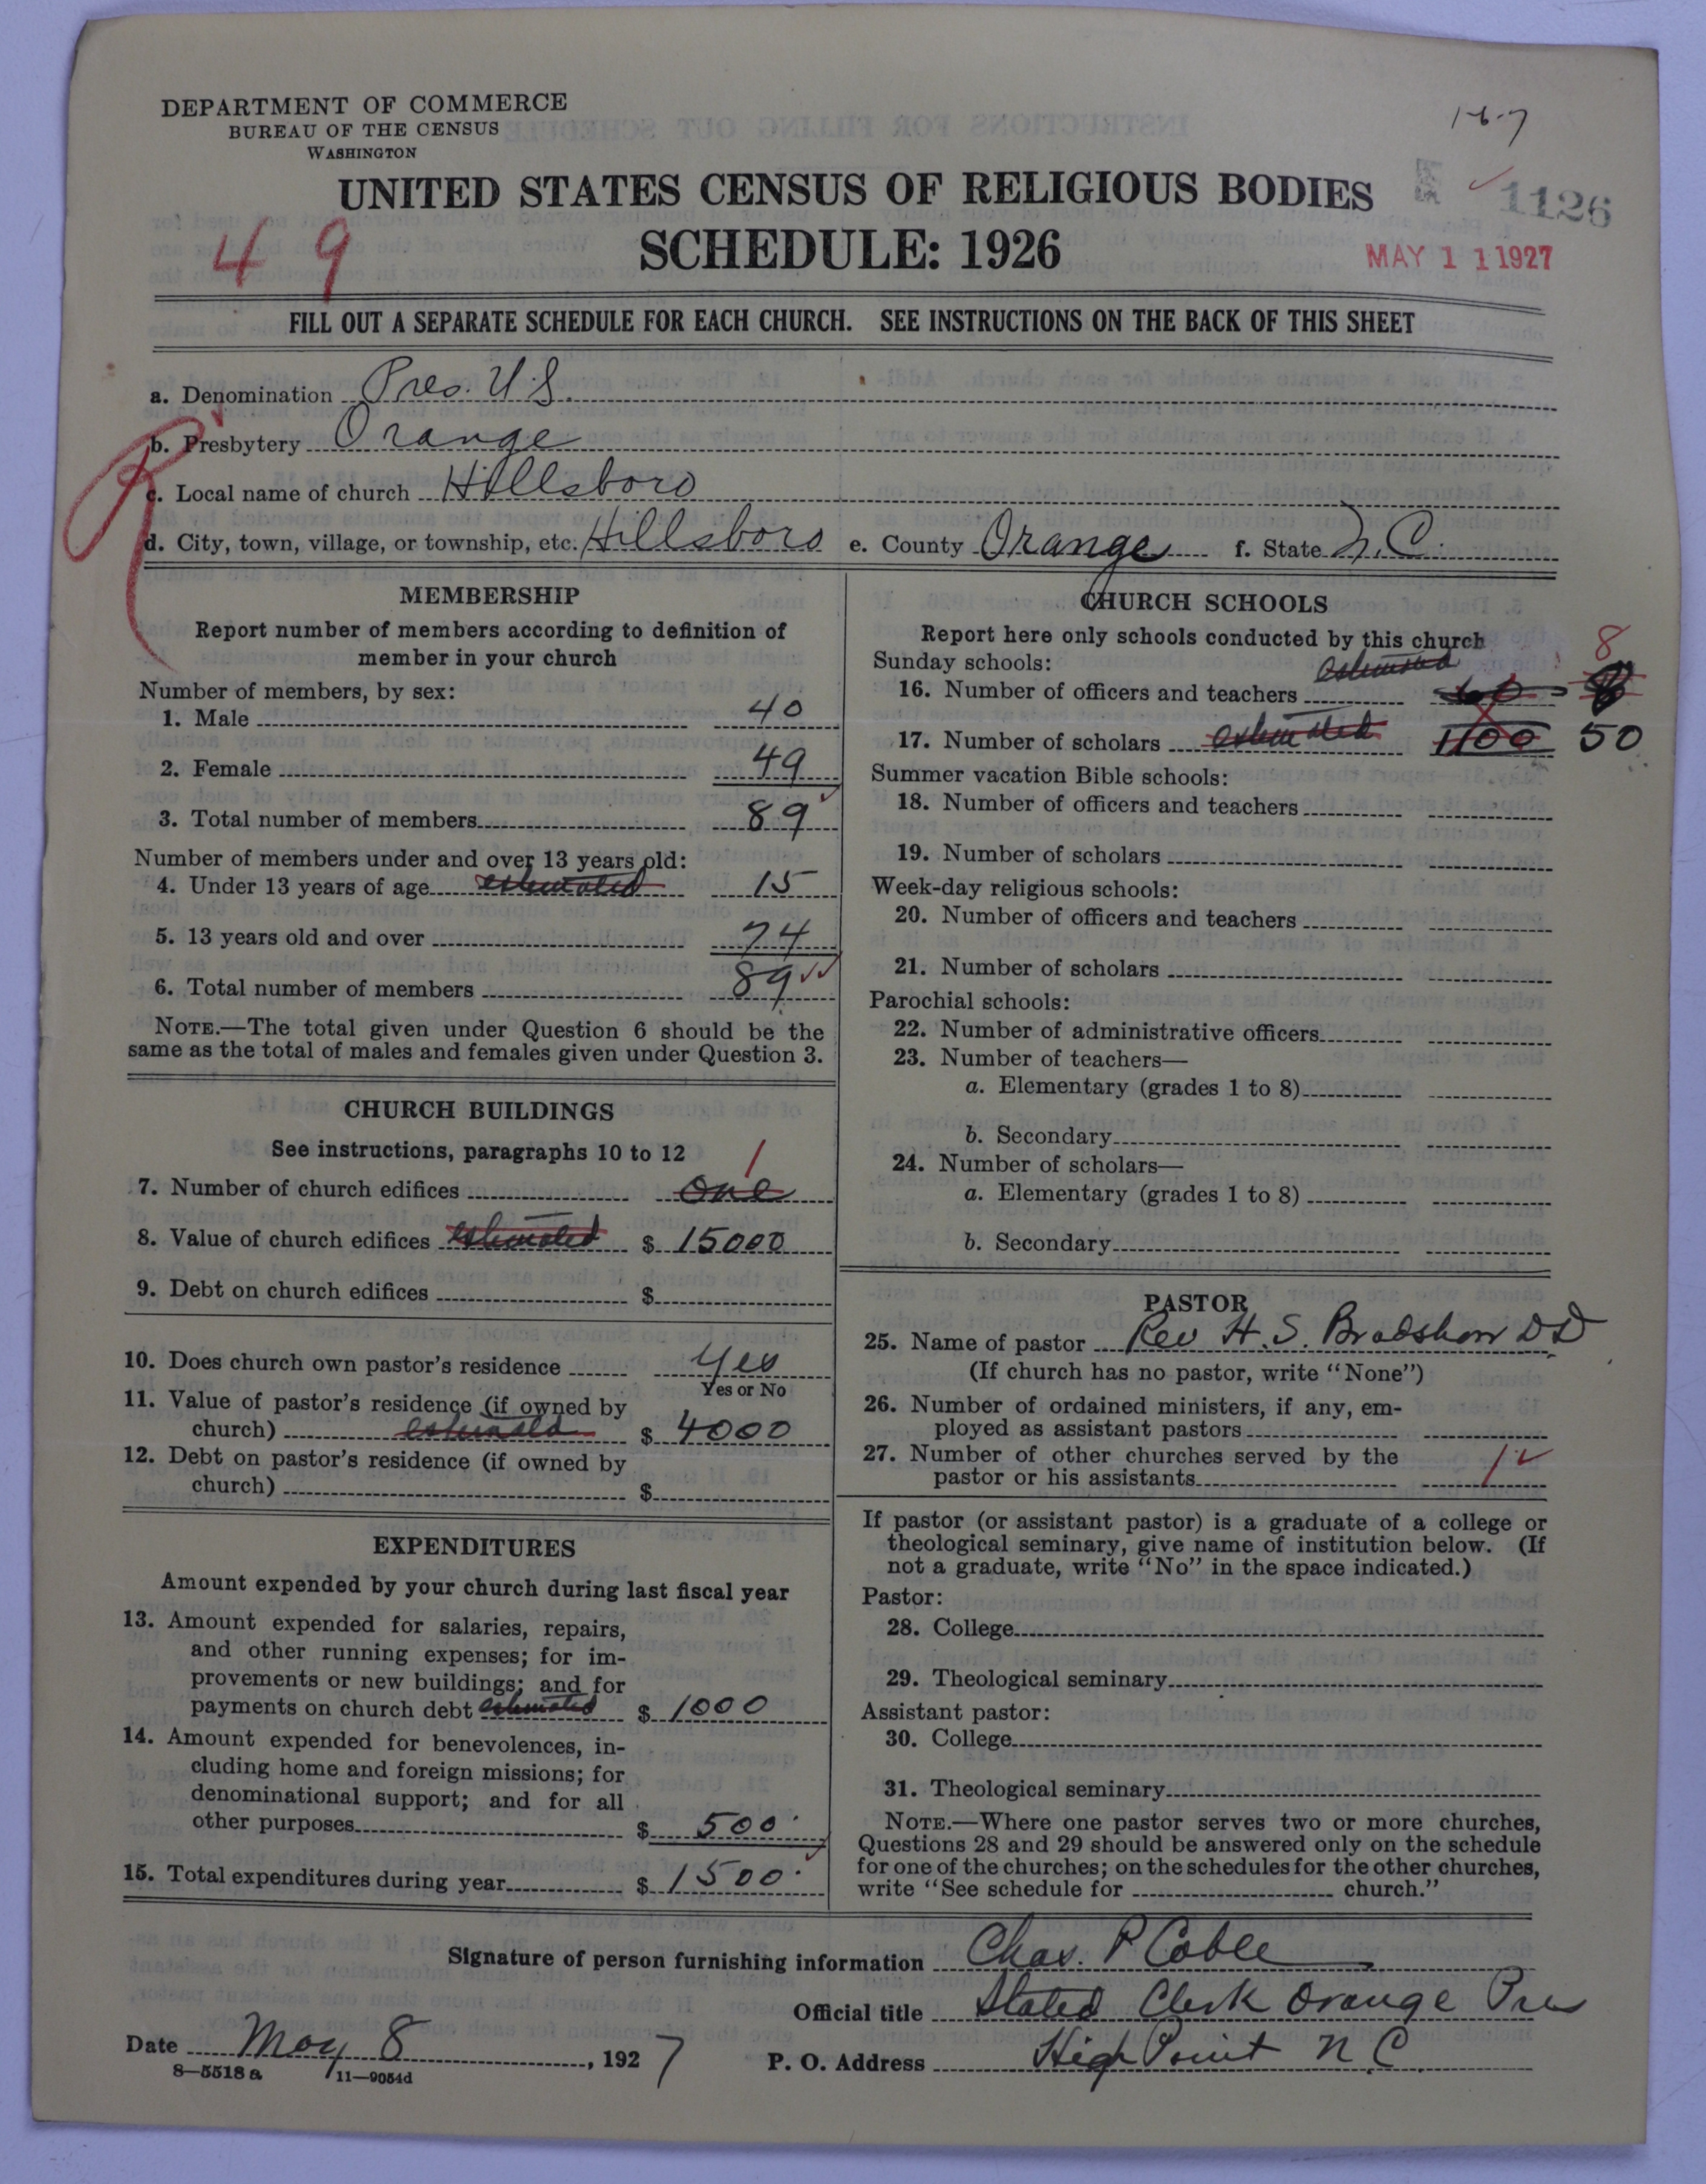 DEPARTMENT OF COMMERCE
BUREAU OF THE CENSUS
WASHINGTON
1-6-7
UNITED STATES CENSUS OF RELIGIOUS BODIES
1126
SCHEDULE: 1926
49
MAY 11 1927
FILL OUT A SEPARATE SCHEDULE FOR EACH CHURCH. SEE INSTRUCTIONS ON THE BACK OF THIS SHEET
a. Denomination Pres. U.S.
b. Presbytery Orange
R
c. Local name of church Hillsboro
d. City, town, village, or township, etc. Hillsboro e. County Orange f. State N.C.
MEMBERSHIP
Report number of members according to definition of
member in your church
Number of members, by sex:
1. Male 40
2. Female 49
3. Total number of members 89
Number of members under and over 13 years old:
4. Under 13 years of age estimated 15
5. 13 years old and over 74
6. Total number of members 89
NOTE.—The total given under Question 6 should be the
same as the total of males and females given under Question 3.
CHURCH BUILDINGS
See instructions, paragraphs 10 to 12
1
7. Number of church edifices One
8. Value of church edifices estimated $ 15000
9. Debt on church edifices $
10. Does church own pastor's residence Yes
Yes or No
11. Value of pastor's residence (if owned by
church) estimated $ 4000
12. Debt on pastor's residence (if owned by
church) $
EXPENDITURES
Amount expended by your church during last fiscal year
13. Amount expended for salaries, repairs,
and other running expenses; for im-
provements or new buildings; and for
payments on church debt estimated $ 1000
14. Amount expended for benevolences, in-
cluding home and foreign missions; for
denominational support; and for all
other purposes $ 500
15. Total expenditures during year $ 1500
CHURCH SCHOOLS
Report here only schools conducted by this church
Sunday schools: estimated
8
16. Number of officers and teachers
17. Number of scholars estimated 100 50
Summer vacation Bible schools:
18. Number of officers and teachers
19. Number of scholars
Week-day religious schools:
20. Number of officers and teachers
21. Number of scholars
Parochial schools:
22. Number of administrative officers
23. Number of teachers—
a. Elementary (grades 1 to 8)
b. Secondary
24. Number of scholars—
a. Elementary (grades 1 to 8)
b. Secondary
PASTOR
25. Name of pastor Rev H. S. Bradshaw DD
(If church has no pastor, write "None")
26. Number of ordained ministers, if any, em-
ployed as assistant pastors
27. Number of other churches served by the
pastor or his assistants 1
If pastor (or assistant pastor) is a graduate of a college or
theological seminary, give name of institution below. (If
not a graduate, write "No" in the space indicated.)
Pastor:
28. College
29. Theological seminary
Assistant pastor:
30. College
31. Theological seminary
NOTE.—Where one pastor serves two or more churches,
Questions 28 and 29 should be answered only on the schedule
for one of the churches; on the schedules for the other churches,
write "See schedule for church."
Signature of person furnishing information Chas. P Coble
Official title Stated Clerk Orange Pres
Date May 8, 1927 P. O. Address High Point N.C.
8—5518 a 11—9054d